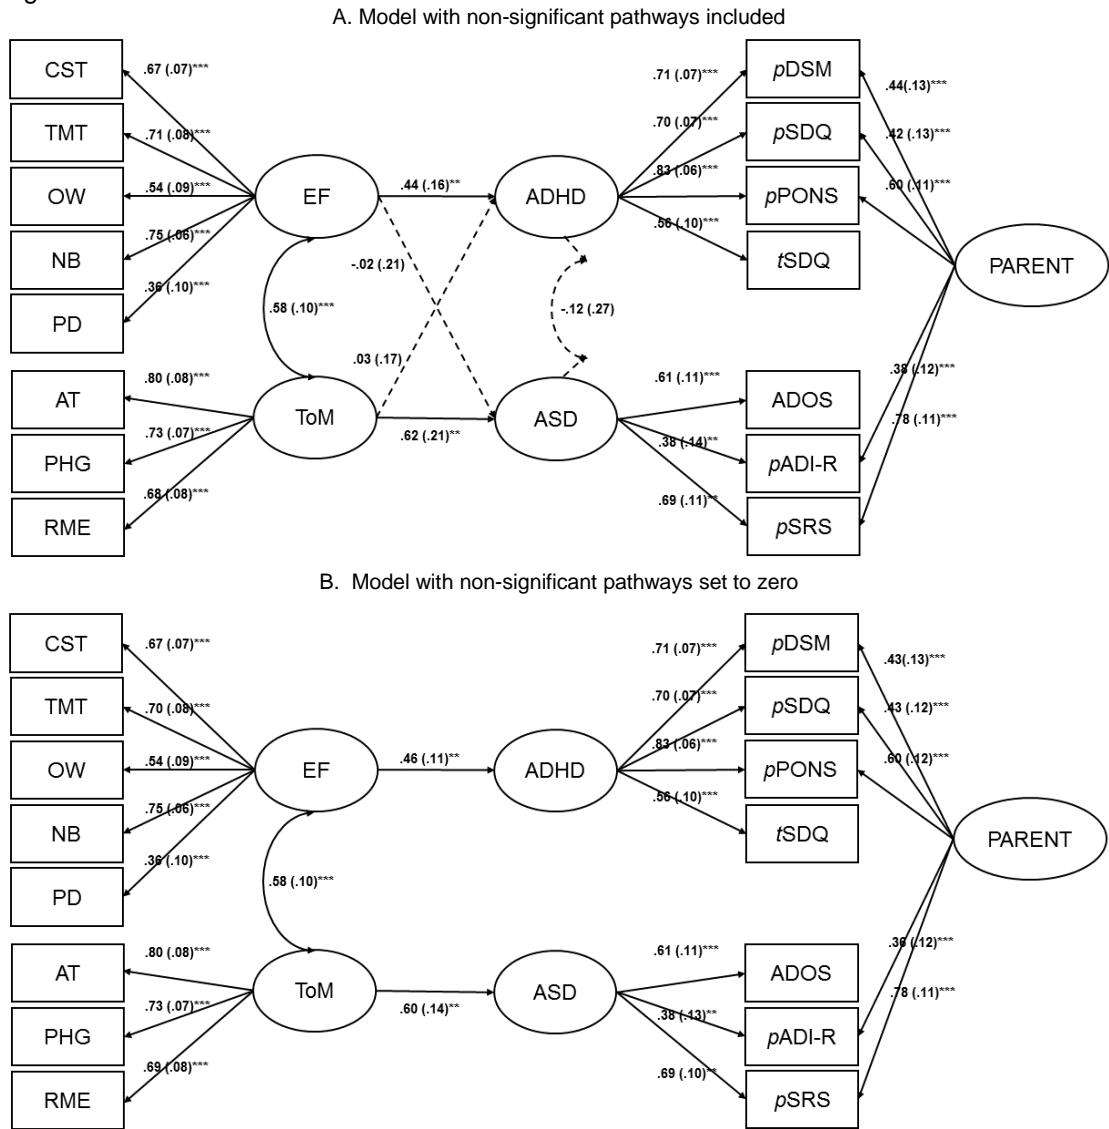 A. Model with non-significant pathways included
CST
TMT
OW
NB
PD
AT
PHG
RME
.67 (.07)***
.71 (.08)***
.54 (.09)***
.75 (.06)***
.36 (.10)***
.80 (.08)***
.73 (.07)***
.68 (.08)***
EF
ToM
.58 (.10)***
.44 (.16)**
-.02 (.21)
.03 (.17)
.62 (.21)**
ADHD
ASD
-.12 (.27)
.71 (.07)***
.70 (.07)***
.83 (.06)***
.56 (.10)***
.61 (.11)***
.38 (.14)**
.69 (.11)**
pDSM
pSDQ
pPONS
tSDQ
ADOS
pADI-R
pSRS
.44(.13)***
.42 (.13)***
.60 (.11)***
.38 (.12)***
.78 (.11)***
PARENT
B. Model with non-significant pathways set to zero
CST
TMT
OW
NB
PD
AT
PHG
RME
.67 (.07)***
.70 (.08)***
.54 (.09)***
.75 (.06)***
.36 (.10)***
.80 (.08)***
.73 (.07)***
.69 (.08)***
EF
ToM
.58 (.10)***
.46 (.11)**
.60 (.14)**
ADHD
ASD
.71 (.07)***
.70 (.07)***
.83 (.06)***
.56 (.10)***
.61 (.11)***
.38 (.13)**
.69 (.10)**
pDSM
pSDQ
pPONS
tSDQ
ADOS
pADI-R
pSRS
.43(.13)***
.43 (.12)***
.60 (.12)***
.36 (.12)***
.78 (.11)***
PARENT